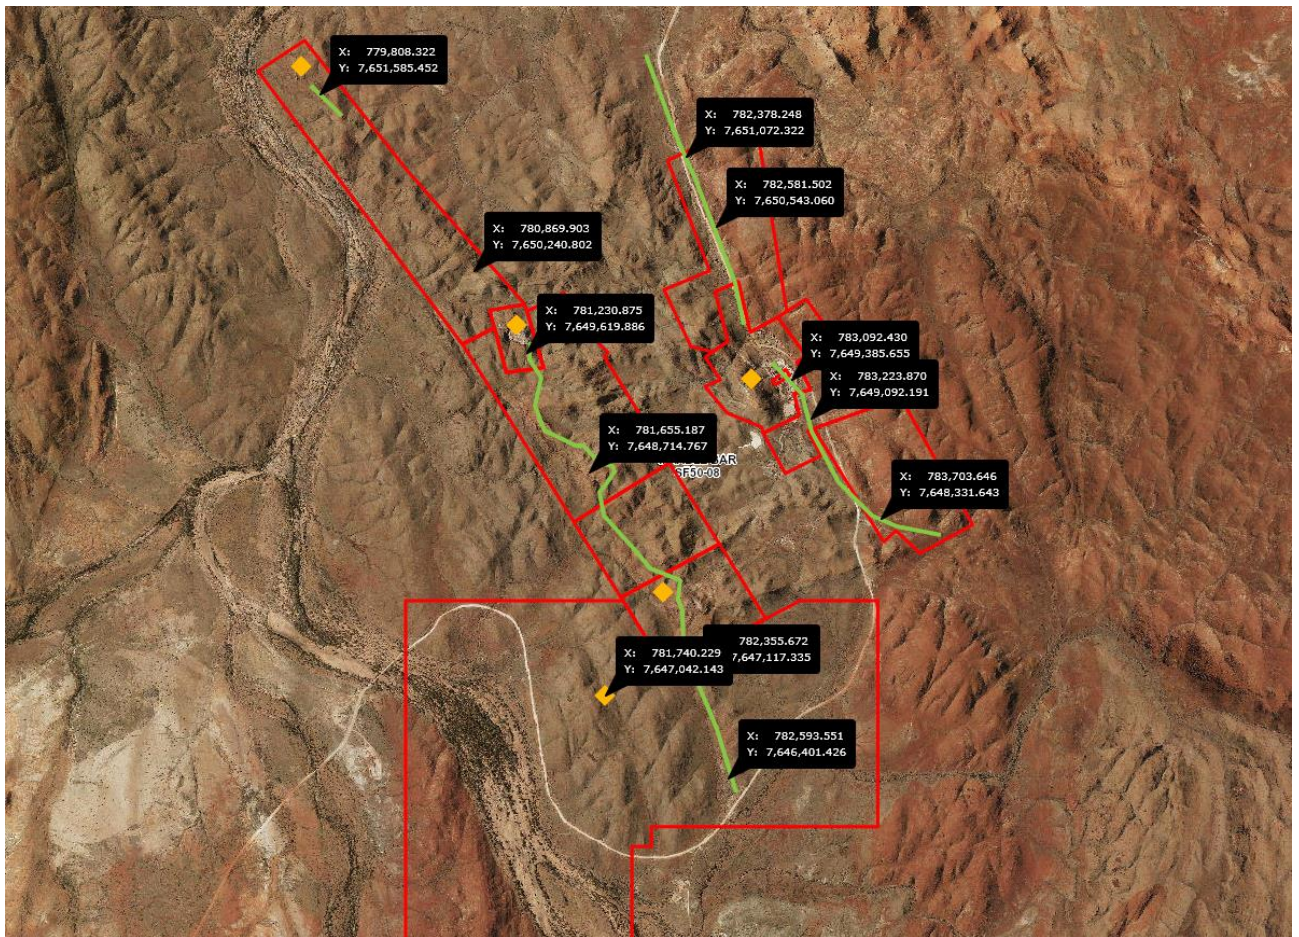 X: 779,808.322
Y: 7,651,585.452
X: 782,378.248
Y: 7,651,072.322
X: 782,581.502
Y: 7,650,543.060
X: 780,869.903
Y: 7,650,240.802
X: 781,230.875
Y: 7,649,619.886
X: 783,092.430
Y: 7,649,385.655
X: 783,223.870
Y: 7,649,092.191
X: 781,655.187
Y: 7,648,714.767
AR
SF50-08
X: 783,703.646
Y: 7,648,331.643
782,355.672
7,647,117.335
X: 781,740.229
Y: 7,647,042.143
X: 782,593.551
Y: 7,646,401.426